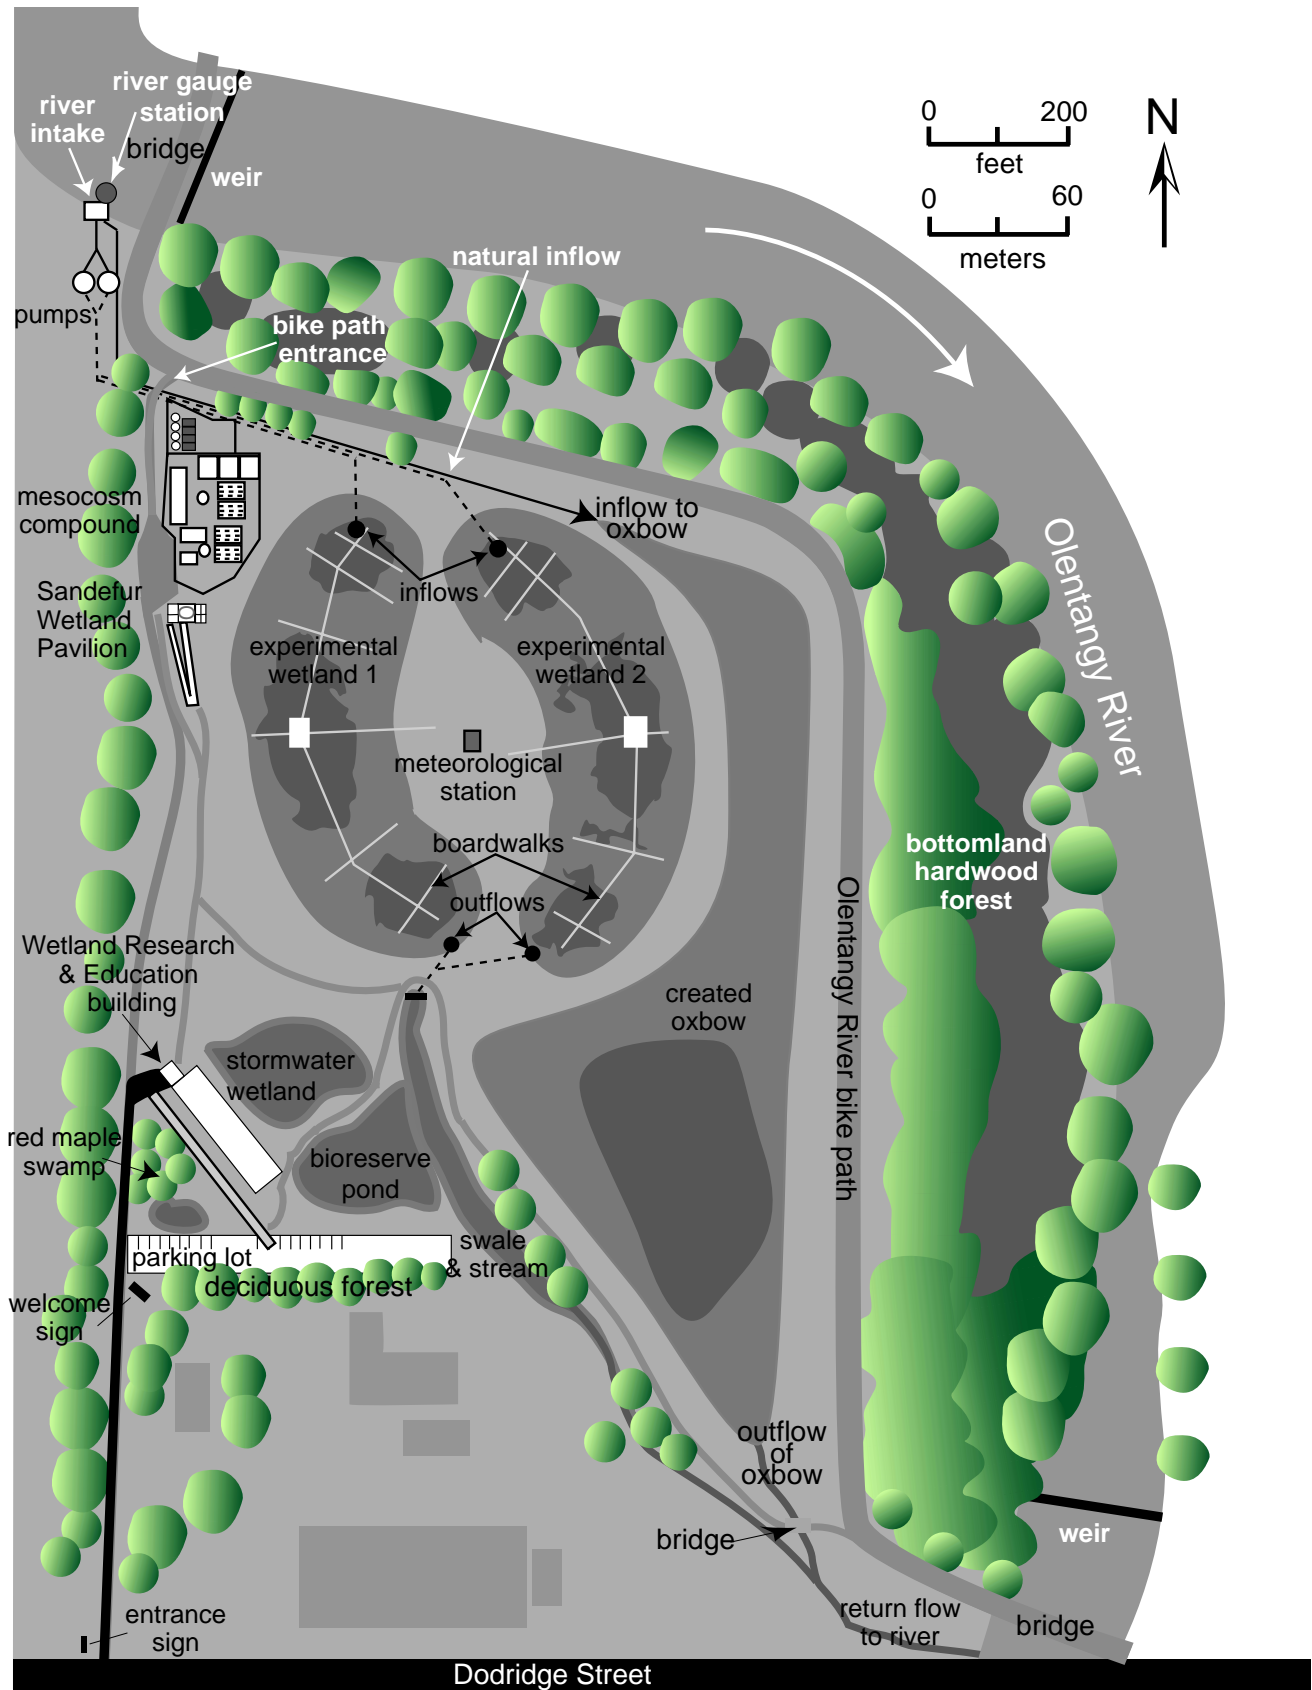 river gauge
station
river
intake
bridge
weir
0 200
feet
0 60
meters
N
natural inflow
pumps
bike path
entrance
mesocosm
compound
inflow to
oxbow
Olentangy River
inflows
Sandefur
Wetland
Pavilion
experimental
wetland 1
experimental
wetland 2
meteorological
station
boardwalks
bottomland
hardwood
forest
outflows
Olentangy River bike path
Wetland Research
& Education
building
created
oxbow
stormwater
wetland
red maple
swamp
bioreserve
pond
parking lot
swale
& stream
deciduous forest
welcome
sign
outflow
of
oxbow
bridge
weir
entrance
sign
return flow
to river
bridge
Dodridge Street